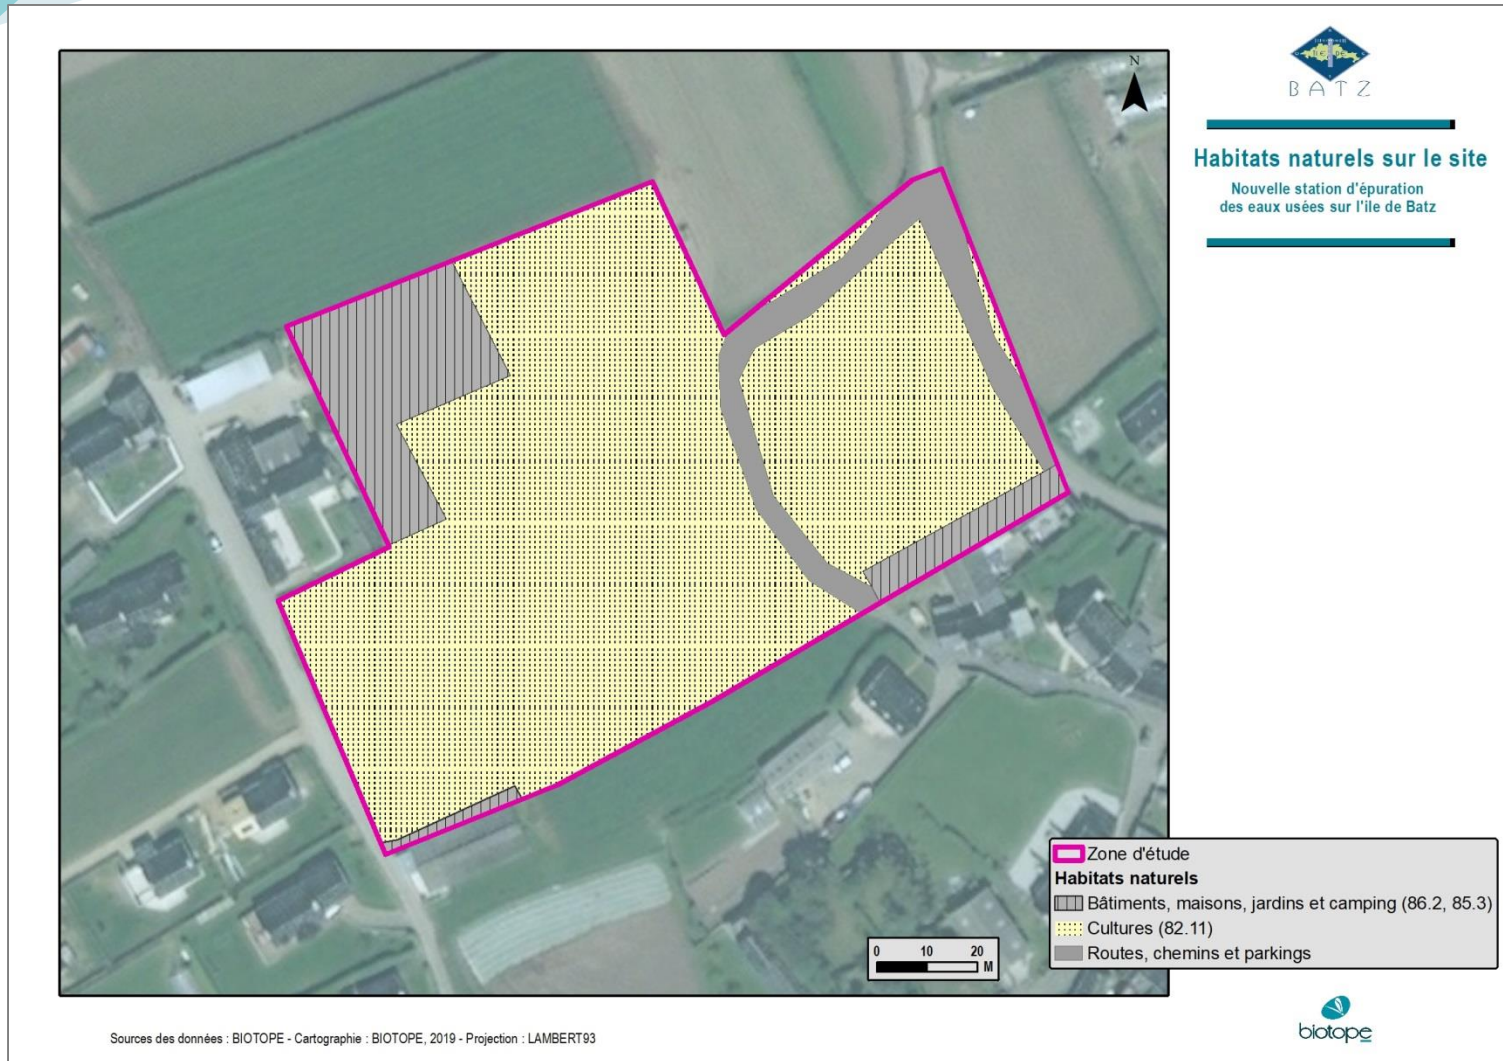 N
BATZ
Habitats naturels sur le site
Nouvelle station d'épuration
des eaux usées sur l'île de Batz
Zone d'étude
Habitats naturels
Bâtiments, maisons, jardins et camping (86.2, 85.3)
Cultures (82.11)
Routes, chemins et parkings
0 10 20
M
biotope
Sources des données : BIOTOPE - Cartographie : BIOTOPE, 2019 - Projection : LAMBERT93